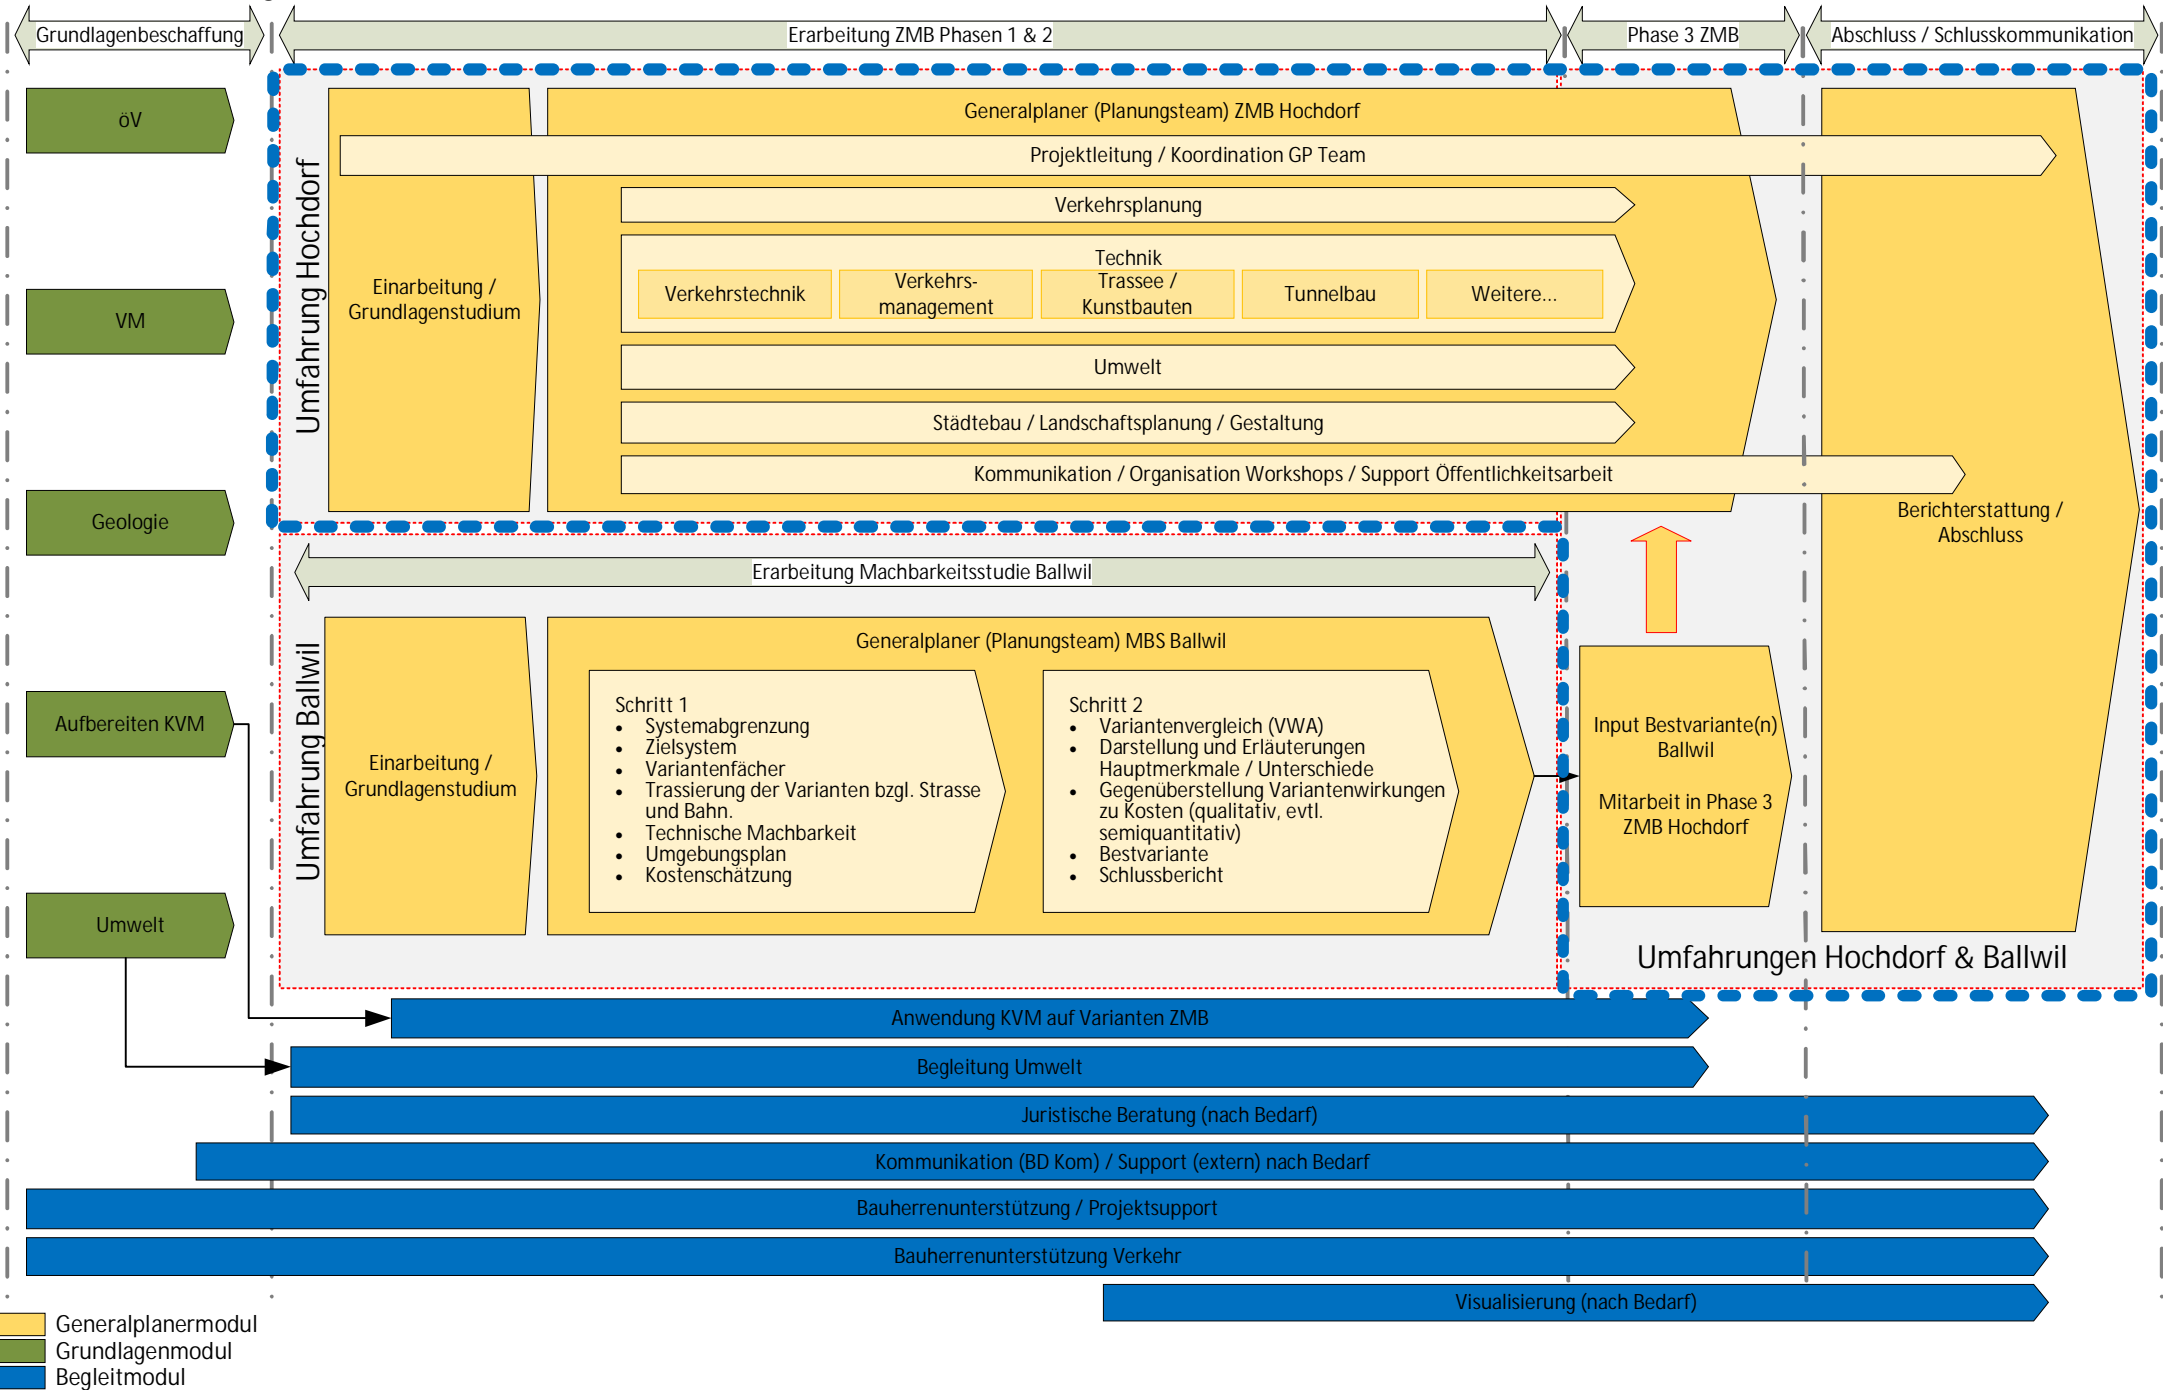 Grundlagenbeschaffung
Erarbeitung ZMB Phasen 1 & 2
Phase 3 ZMB
Abschluss / Schlusskommunikation
öV
VM
Geologie
Aufbereiten KVM
Umwelt
Umfahrung Hochdorf
Einarbeitung /
Grundlagenstudium
Generalplaner (Planungsteam) ZMB Hochdorf
Projektleitung / Koordination GP Team
Verkehrsplanung
Technik
Verkehrstechnik
Verkehrs-
management
Trassee /
Kunstbauten
Tunnelbau
Weitere...
Umwelt
Städtebau / Landschaftsplanung / Gestaltung
Kommunikation / Organisation Workshops / Support Öffentlichkeitsarbeit
Berichterstattung /
Abschluss
Erarbeitung Machbarkeitsstudie Ballwil
Umfahrung Ballwil
Einarbeitung /
Grundlagenstudium
Generalplaner (Planungsteam) MBS Ballwil
Schritt 1
• Systemabgrenzung
• Zielsystem
• Variantenfächer
• Trassierung der Varianten bzgl. Strasse
und Bahn.
• Technische Machbarkeit
• Umgebungsplan
• Kostenschätzung
Schritt 2
• Variantenvergleich (VWA)
• Darstellung und Erläuterungen
Hauptmerkmale / Unterschiede
• Gegenüberstellung Variantenwirkungen
zu Kosten (qualitativ, evtl.
semiquantitativ)
• Bestvariante
• Schlussbericht
Input Bestvariante(n)
Ballwil
Mitarbeit in Phase 3
ZMB Hochdorf
Umfahrungen Hochdorf & Ballwil
Anwendung KVM auf Varianten ZMB
Begleitung Umwelt
Juristische Beratung (nach Bedarf)
Kommunikation (BD Kom) / Support (extern) nach Bedarf
Bauherrenunterstützung / Projektsupport
Bauherrenunterstützung Verkehr
Visualisierung (nach Bedarf)
Generalplanermodul
Grundlagenmodul
Begleitmodul